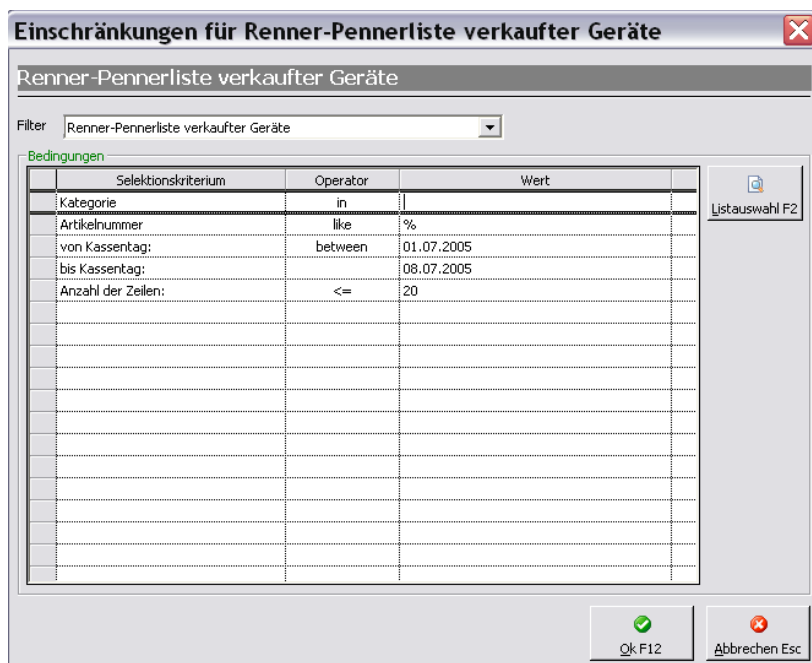 Einschränkungen für Renner-Pennerliste verkaufter Geräte
Renner-Pennerliste verkaufter Geräte
Filter Renner-Pennerliste verkaufter Geräte
Bedingungen
Selektionskriterium Operator Wert
Kategorie in
Listauswahl F2
Artikelnummer like %
von Kassentag: between 01.07.2005
bis Kassentag: 08.07.2005
Anzahl der Zeilen: <= 20
Ok F12 Abbrechen Esc